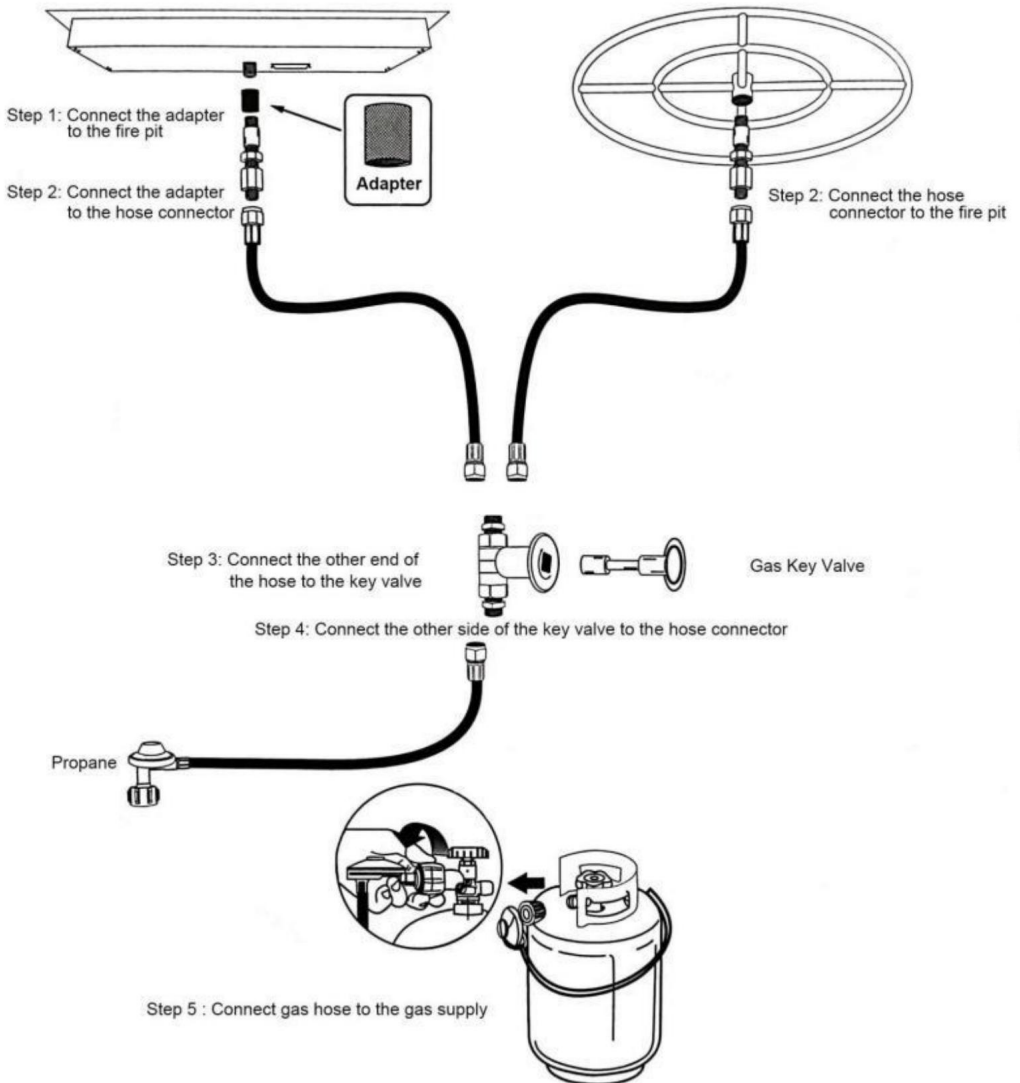 Step 1: Connect the adapter
to the fire pit
Adapter
Step 2: Connect the adapter
to the hose connector
Step 2: Connect the hose
connector to the fire pit
Step 3: Connect the other end of
the hose to the key valve
Gas Key Valve
Step 4: Connect the other side of the key valve to the hose connector
Propane
Step 5 : Connect gas hose to the gas supply